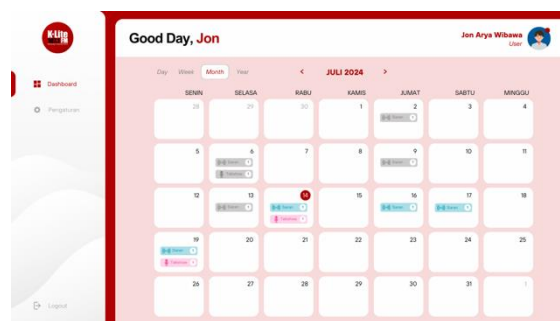 K-Lite
FM
Good Day, Jon
Jon Arya Wibawa
User
Dashboard
Pengaturan
Logout
Day Week Month Year
< JULI 2024 >
SENIN SELASA RABU KAMIS JUMAT SABTU MINGGU
28 29 30 1 2 3 4
5 6 7 8 9 10 11
12 13 14 15 16 17 18
19 20 21 22 23 24 25
26 27 28 29 30 31 1